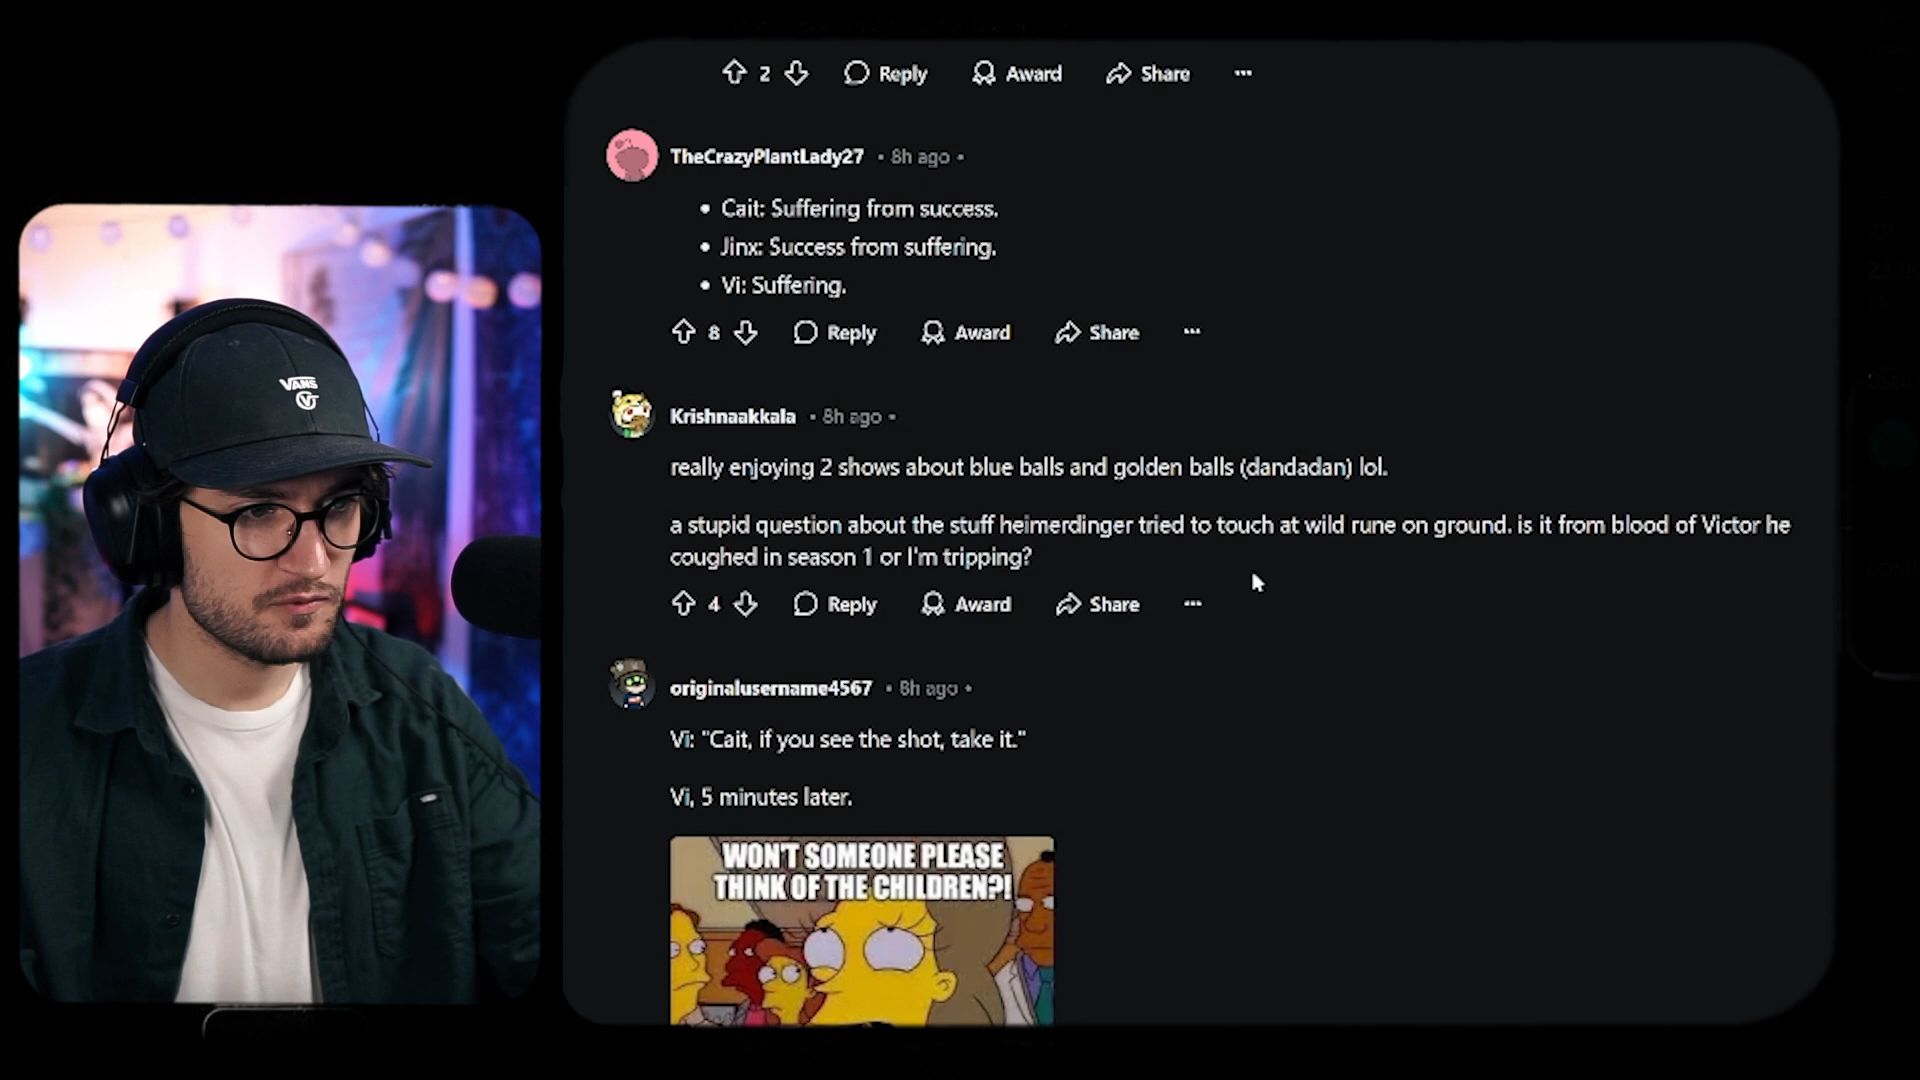 2 Reply Award Share
TheCrazyPlantLady27 • 8h ago •
• Cait: Suffering from success.
• Jinx: Success from suffering.
• Vi: Suffering.
8 Reply Award Share
Krishnaakkala • 8h ago •
really enjoying 2 shows about blue balls and golden balls (dandadan) lol.
a stupid question about the stuff heimerdinger tried to touch at wild rune on ground. is it from blood of Victor he
coughed in season 1 or I'm tripping?
4 Reply Award Share
originalusername4567 • 8h ago •
Vi: "Cait, if you see the shot, take it."
Vi, 5 minutes later.
WON'T SOMEONE PLEASE
THINK OF THE CHILDREN?!
VANS
V